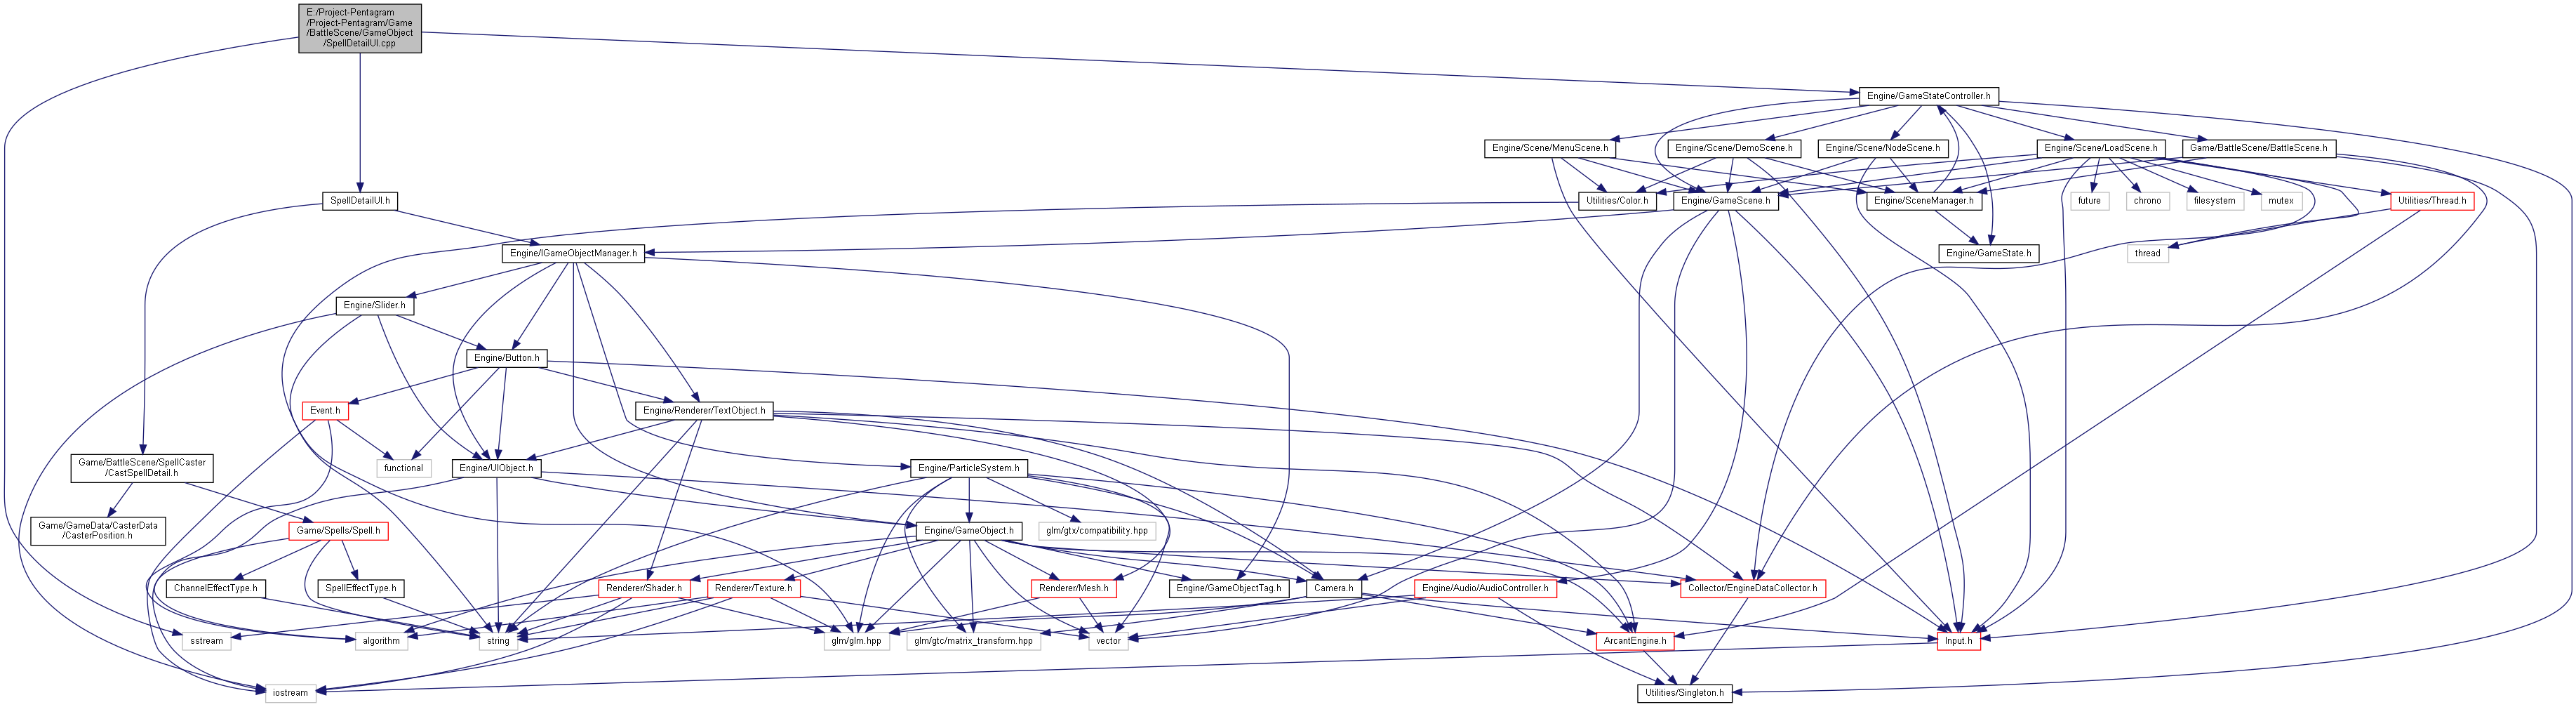 E:/Project-Pentagram
/Project-Pentagram/Game
/BattleScene/GameObject
/SpellDetailUI.cpp
Engine/GameStateController.h
Engine/Scene/MenuScene.h
Engine/Scene/DemoScene.h
Engine/Scene/NodeScene.h
Engine/Scene/LoadScene.h
Game/BattleScene/BattleScene.h
SpellDetailUI.h
Utilities/Color.h
Engine/GameScene.h
Engine/SceneManager.h
future
chrono
filesystem
mutex
Utilities/Thread.h
Engine/IGameObjectManager.h
Engine/GameState.h
thread
Engine/Slider.h
Engine/Button.h
Event.h
Engine/Renderer/TextObject.h
Game/BattleScene/SpellCaster
/CastSpellDetail.h
functional
Engine/UIObject.h
Engine/ParticleSystem.h
Game/GameData/CasterData
/CasterPosition.h
Game/Spells/Spell.h
Engine/GameObject.h
glm/gtx/compatibility.hpp
ChannelEffectType.h
SpellEffectType.h
Renderer/Shader.h
Renderer/Texture.h
Renderer/Mesh.h
Engine/GameObjectTag.h
Camera.h
Engine/Audio/AudioController.h
Collector/EngineDataCollector.h
sstream
algorithm
string
glm/glm.hpp
glm/gtc/matrix_transform.hpp
vector
ArcantEngine.h
Input.h
iostream
Utilities/Singleton.h